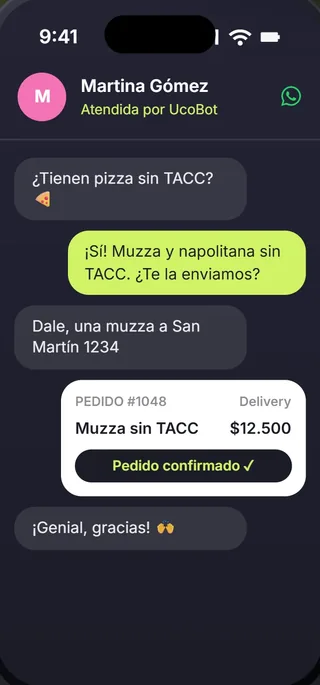 9:41
M
Martina Gómez
Atendida por UcoBot
¿Tienen pizza sin TACC?
🍕
¡Sí! Muzza y napolitana sin
TACC. ¿Te la enviamos?
Dale, una muzza a San
Martín 1234
PEDIDO #1048 Delivery
Muzza sin TACC $12.500
Pedido confirmado ✓
¡Genial, gracias! 🙌